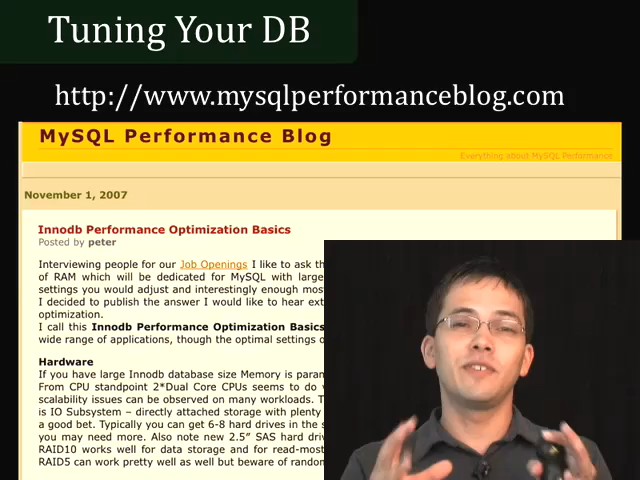 Tuning Your DB
http://www.mysqlperformanceblog.com
MySQL Performance Blog
Everything about MySQL Performance
November 1, 2007
Innodb Performance Optimization Basics
Posted by peter
Interviewing people for our Job Openings I like to ask th
of RAM which will be dedicated for MySQL with large
settings you would adjust and interestingly enough most
I decided to publish the answer I would like to hear ext
optimization.
I call this Innodb Performance Optimization Basics
wide range of applications, though the optimal settings o
Hardware
If you have large Innodb database size Memory is param
From CPU standpoint 2*Dual Core CPUs seems to do
scalability issues can be observed on many workloads. T
is IO Subsystem – directly attached storage with plenty
a good bet. Typically you can get 6-8 hard drives in the s
you may need more. Also note new 2.5” SAS hard driv
RAID10 works well for data storage and for read-most
RAID5 can work pretty well as well but beware of random